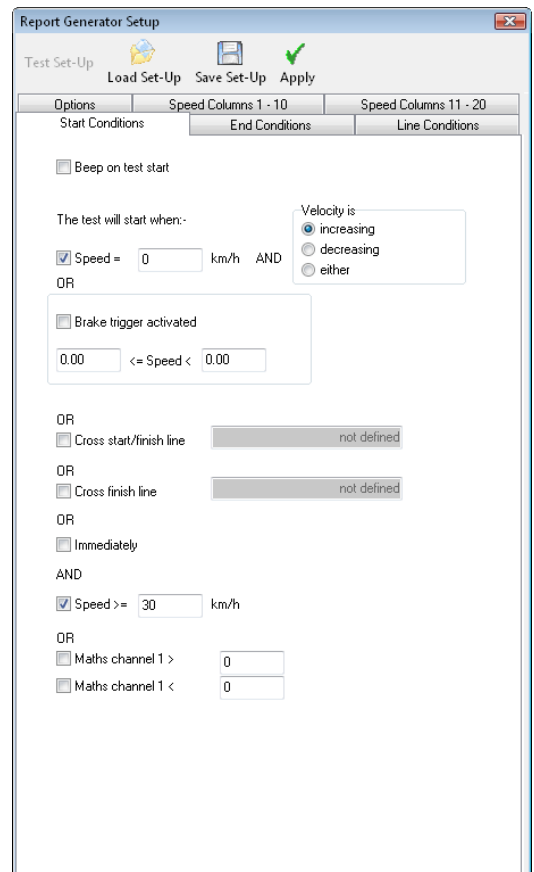 Report Generator Setup
Test Set-Up
Load Set-Up
Save Set-Up
Apply
Options
Speed Columns 1 - 10
Speed Columns 11 - 20
Start Conditions
End Conditions
Line Conditions
Beep on test start
The test will start when:-
Velocity is
increasing
decreasing
either
Speed = 0 km/h AND
OR
Brake trigger activated
0.00 <= Speed < 0.00
OR
Cross start/finish line not defined
OR
Cross finish line not defined
OR
Immediately
AND
Speed >= 30 km/h
OR
Maths channel 1 > 0
Maths channel 1 < 0